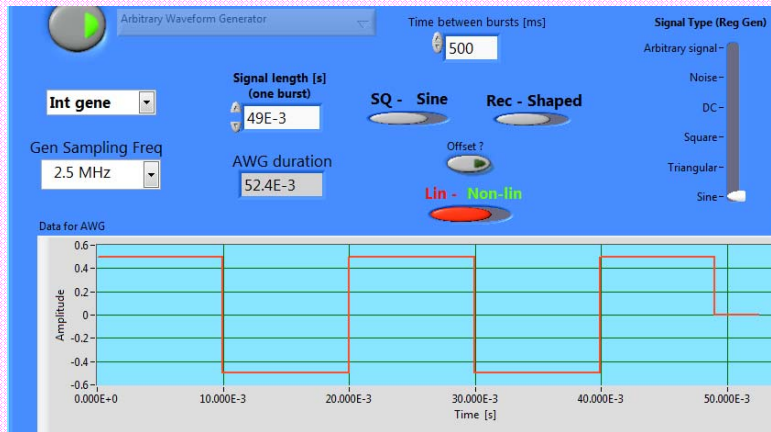 Arbitrary Waveform Generator
Time between bursts [ms]
500
Signal Type (Reg Gen)
Arbitrary signal
Noise
DC
Square
Triangular
Sine
Int gene
Signal length [s]
(one burst)
49E-3
SQ - Sine
Rec - Shaped
Gen Sampling Freq
2.5 MHz
AWG duration
52.4E-3
Offset ?
Lin - Non-lin
Data for AWG
Amplitude
0.6
0.4
0.2
0
-0.2
-0.4
-0.6
0.000E+0 10.000E-3 20.000E-3 30.000E-3 40.000E-3 50.000E-3
Time [s]